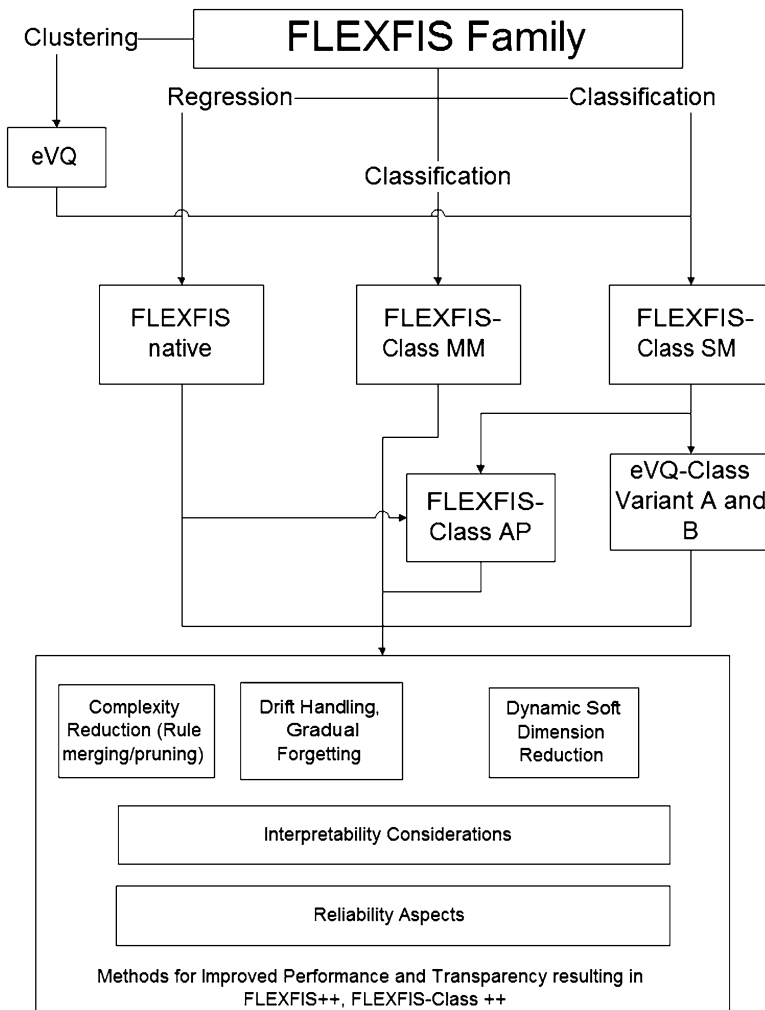 FLEXFIS Family
Clustering
Regression
Classification
eVQ
Classification
FLEXFIS
native
FLEXFIS-
Class MM
FLEXFIS-
Class SM
FLEXFIS-
Class AP
eVQ-Class
Variant A and
B
Complexity
Reduction (Rule
merging/pruning)
Drift Handling,
Gradual
Forgetting
Dynamic Soft
Dimension
Reduction
Interpretability Considerations
Reliability Aspects
Methods for Improved Performance and Transparency resulting in
FLEXFIS++, FLEXFIS-Class ++